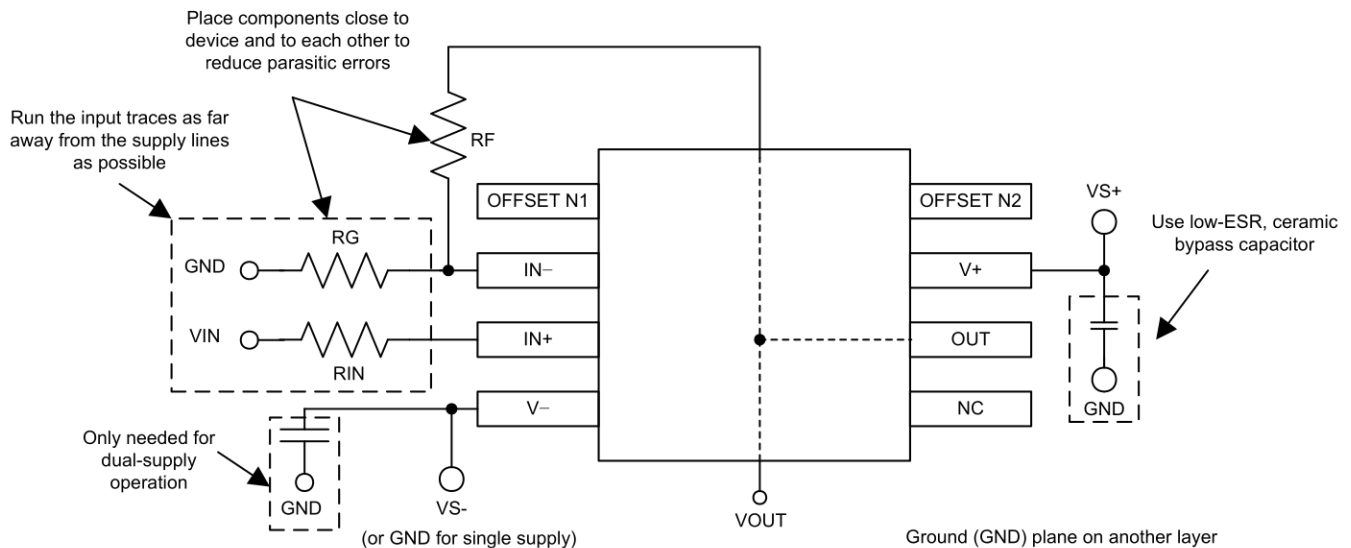 Place components close to
device and to each other to
reduce parasitic errors
Run the input traces as far
away from the supply lines
as possible
RF
OFFSET N1
OFFSET N2
VS+
Use low-ESR, ceramic
bypass capacitor
RG
GND
IN−
V+
VIN
IN+
OUT
RIN
V−
NC
GND
Only needed for
dual-supply
operation
GND
VS-
(or GND for single supply)
VOUT
Ground (GND) plane on another layer